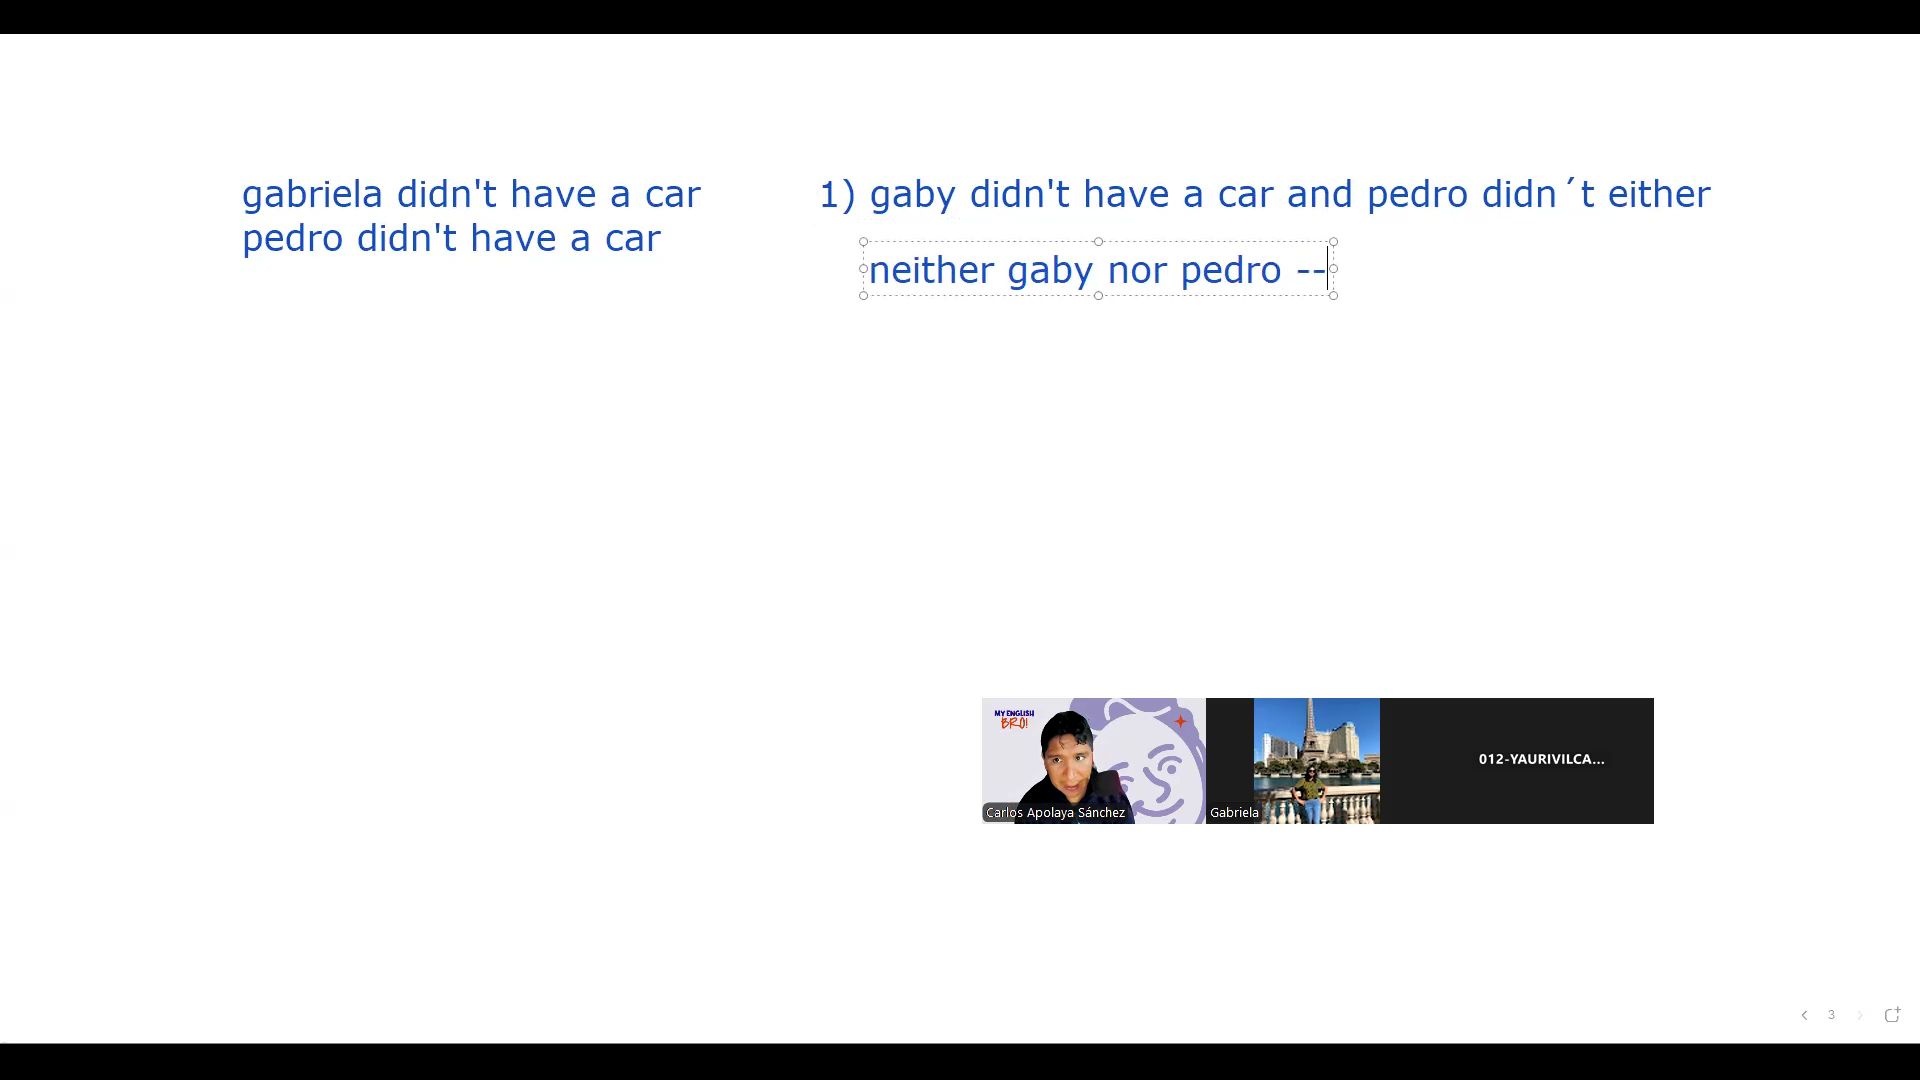 gabriela didn't have a car
pedro didn't have a car
1) gaby didn't have a car and pedro didn´t either
neither gaby nor pedro --
MY ENGLISH
BRO!
Carlos Apolaya Sánchez
Gabriela
012-YAURIVILCA...
3